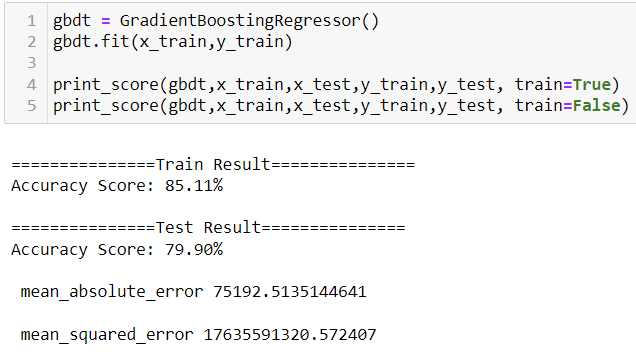 1 gbdt = GradientBoostingRegressor()
2 gbdt.fit(x_train,y_train)
3
4 print_score(gbdt,x_train,x_test,y_train,y_test, train=True)
5 print_score(gbdt,x_train,x_test,y_train,y_test, train=False)
===============Train Result===============
Accuracy Score: 85.11%
===============Test Result===============
Accuracy Score: 79.90%
mean_absolute_error 75192.5135144641
mean_squared_error 17635591320.572407